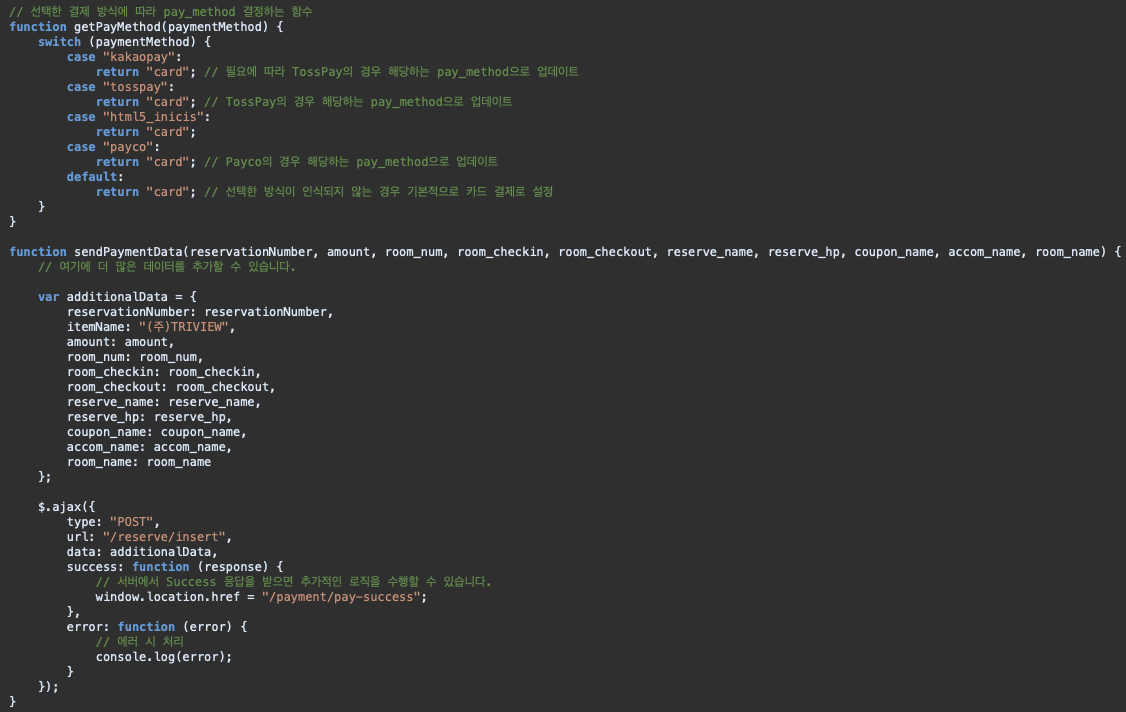 // 선택한 결제 방식에 따라 pay_method 결정하는 함수
function getPayMethod(paymentMethod) {
    switch (paymentMethod) {
        case "kakaopay":
            return "card"; // 필요에 따라 TossPay의 경우 해당하는 pay_method으로 업데이트
        case "tosspay":
            return "card"; // TossPay의 경우 해당하는 pay_method으로 업데이트
        case "html5_inicis":
            return "card";
        case "payco":
            return "card"; // Payco의 경우 해당하는 pay_method으로 업데이트
        default:
            return "card"; // 선택한 방식이 인식되지 않는 경우 기본적으로 카드 결제로 설정
    }
}

function sendPaymentData(reservationNumber, amount, room_num, room_checkin, room_checkout, reserve_name, reserve_hp, coupon_name, accom_name, room_name) {
    // 여기에 더 많은 데이터를 추가할 수 있습니다.

    var additionalData = {
        reservationNumber: reservationNumber,
        itemName: "(주)TRIVIEW",
        amount: amount,
        room_num: room_num,
        room_checkin: room_checkin,
        room_checkout: room_checkout,
        reserve_name: reserve_name,
        reserve_hp: reserve_hp,
        coupon_name: coupon_name,
        accom_name: accom_name,
        room_name: room_name
    };

    $.ajax({
        type: "POST",
        url: "/reserve/insert",
        data: additionalData,
        success: function (response) {
            // 서버에서 Success 응답을 받으면 추가적인 로직을 수행할 수 있습니다.
            window.location.href = "/payment/pay-success";
        },
        error: function (error) {
            // 에러 시 처리
            console.log(error);
        }
    });
}